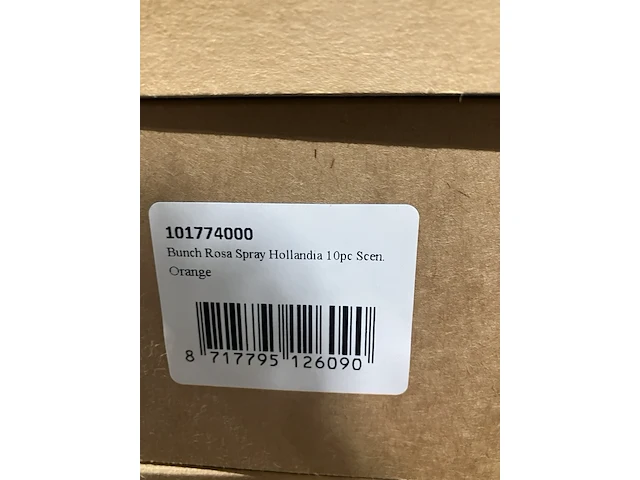 101774000
Bunch Rosa Spray Hollandia 10pc Scen.
Orange
8 717795 126090